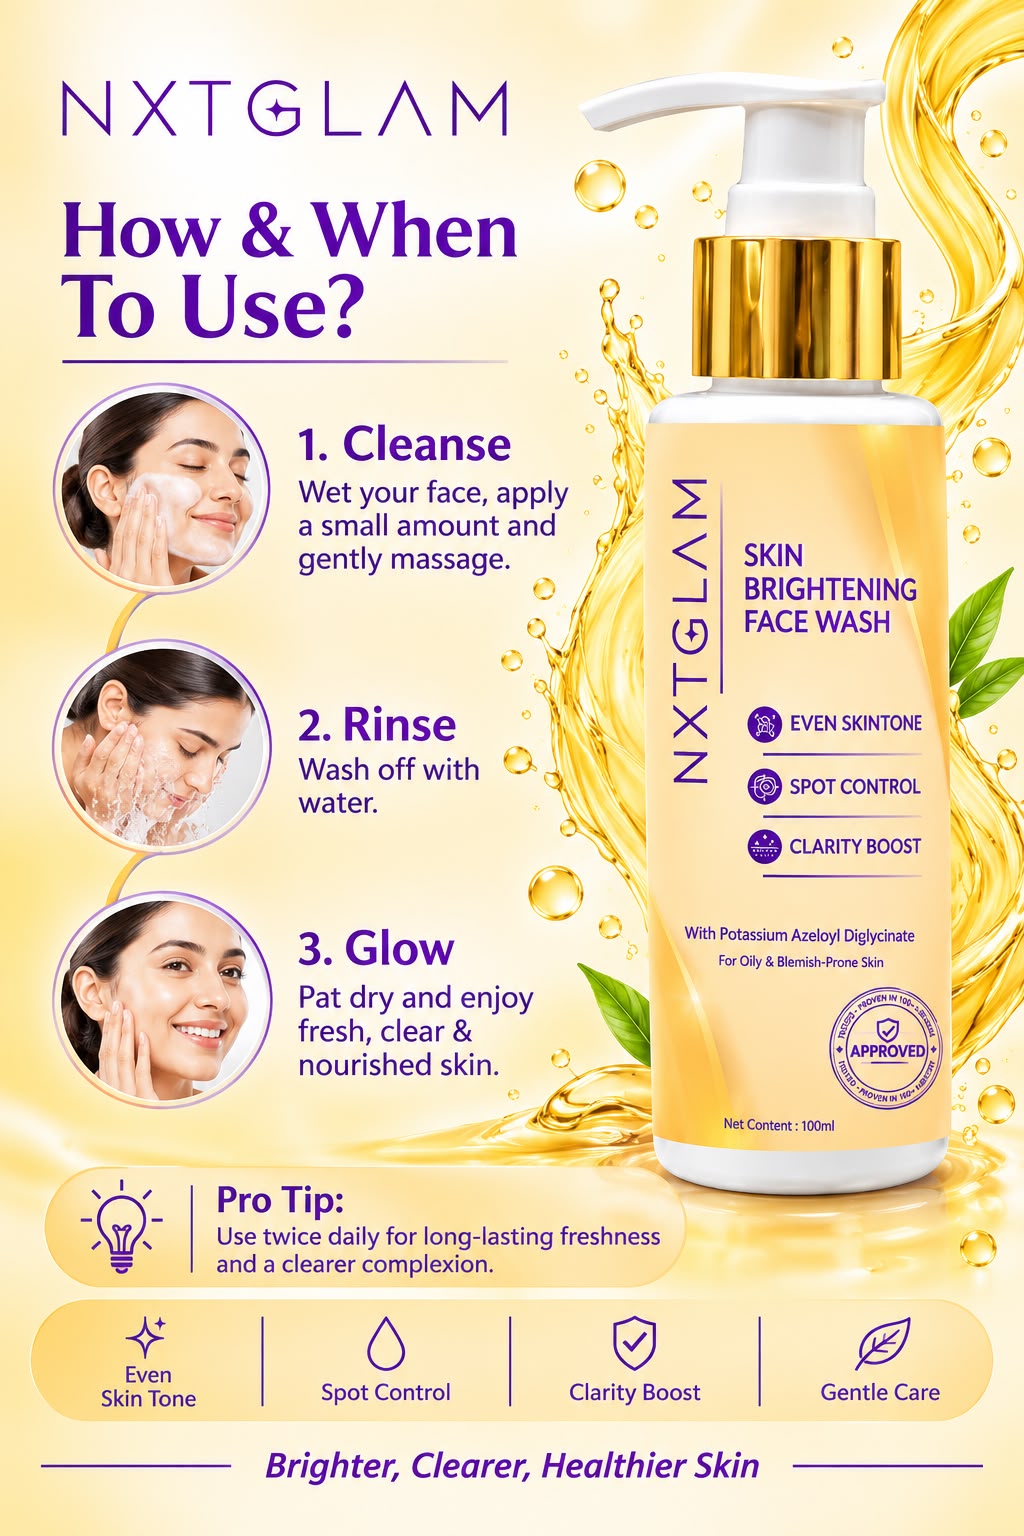 NXTGLAM
How & When
To Use?
1. Cleanse
Wet your face, apply
a small amount and
gently massage.
2. Rinse
Wash off with
water.
3. Glow
Pat dry and enjoy
fresh, clear &
nourished skin.
NXTGLAM
SKIN
BRIGHTENING
FACE WASH
EVEN SKINTONE
SPOT CONTROL
CLARITY BOOST
With Potassium Azeloyl Diglycinate
For Oily & Blemish-Prone Skin
APPROVED
Net Content : 100ml
Pro Tip:
Use twice daily for long-lasting freshness
and a clearer complexion.
Even
Skin Tone
Spot Control
Clarity Boost
Gentle Care
Brighter, Clearer, Healthier Skin